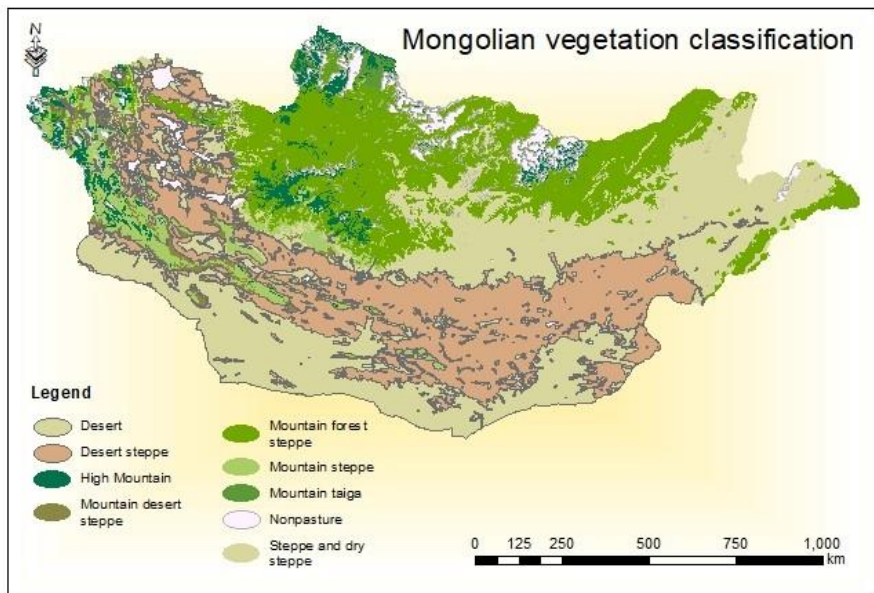 N
Mongolian vegetation classification
Legend
Desert
Desert steppe
High Mountain
Mountain desert
steppe
Mountain forest
steppe
Mountain steppe
Mountain taiga
Nonpasture
Steppe and dry
steppe
0 125 250 500 750 1,000
km